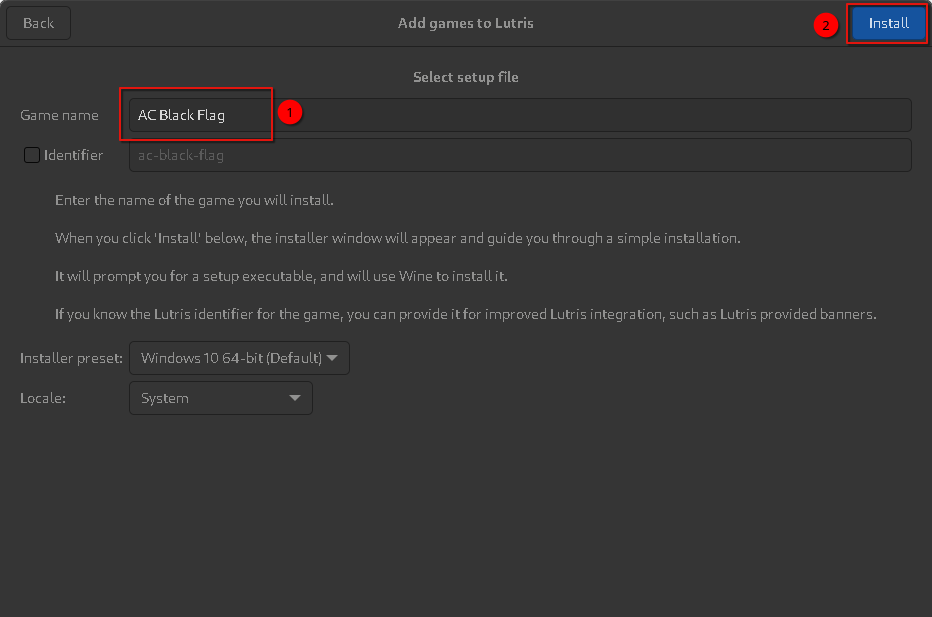 Back
Add games to Lutris
2
Install
Select setup file
Game name
AC Black Flag
1
Identifier
ac-black-flag
Enter the name of the game you will install.
When you click 'Install' below, the installer window will appear and guide you through a simple installation.
It will prompt you for a setup executable, and will use Wine to install it.
If you know the Lutris identifier for the game, you can provide it for improved Lutris integration, such as Lutris provided banners.
Installer preset:
Windows 10 64-bit (Default)
Locale:
System